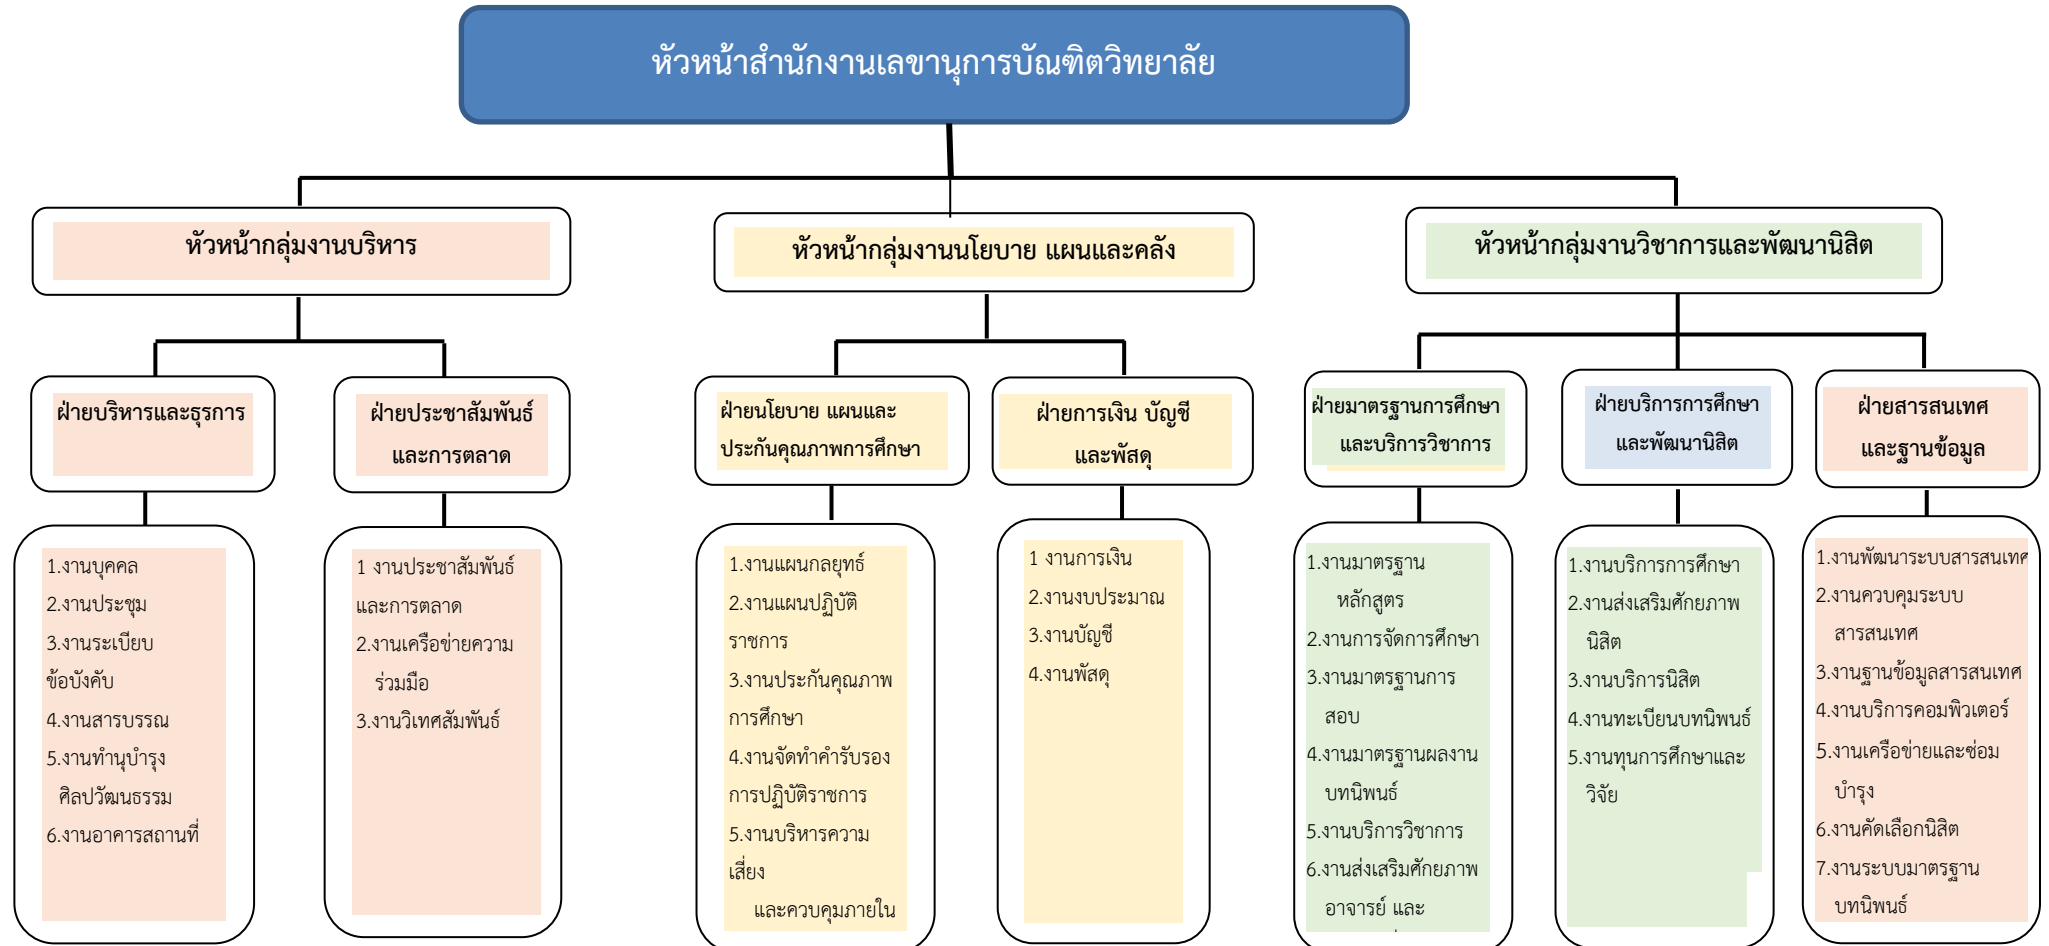 หัวหน้าสำนักงานเลขานุการบัณฑิตวิทยาลัย
หัวหน้ากลุ่มงานบริหาร
หัวหน้ากลุ่มงานนโยบาย แผนและคลัง
หัวหน้ากลุ่มงานวิชาการและพัฒนานิสิต
ฝ่ายบริหารและธุรการ
ฝ่ายประชาสัมพันธ์
และการตลาด
ฝ่ายนโยบาย แผนและ
ประกันคุณภาพการศึกษา
ฝ่ายการเงิน บัญชี
และพัสดุ
ฝ่ายมาตรฐานการศึกษา
และบริการวิชาการ
ฝ่ายบริการการศึกษา
และพัฒนานิสิต
ฝ่ายสารสนเทศ
และฐานข้อมูล
1.งานบุคคล
2.งานประชุม
3.งานระเบียบ
ข้อบังคับ
4.งานสารบรรณ
5.งานทำนุบำรุง
ศิลปวัฒนธรรม
6.งานอาคารสถานที่
1 งานประชาสัมพันธ์
และการตลาด
2.งานเครือข่ายความ
ร่วมมือ
3.งานวิเทศสัมพันธ์
1.งานแผนกลยุทธ์
2.งานแผนปฏิบัติ
ราชการ
3.งานประกันคุณภาพ
การศึกษา
4.งานจัดทำคำรับรอง
การปฏิบัติราชการ
5.งานบริหารความ
เสี่ยง
และควบคุมภายใน
1 งานการเงิน
2.งานงบประมาณ
3.งานบัญชี
4.งานพัสดุ
1.งานมาตรฐาน
หลักสูตร
2.งานการจัดการศึกษา
3.งานมาตรฐานการ
สอบ
4.งานมาตรฐานผลงาน
บทนิพนธ์
5.งานบริการวิชาการ
6.งานส่งเสริมศักยภาพ
อาจารย์ และ
1.งานบริการการศึกษา
2.งานส่งเสริมศักยภาพ
นิสิต
3.งานบริการนิสิต
4.งานทะเบียนบทนิพนธ์
5.งานทุนการศึกษาและ
วิจัย
1.งานพัฒนาระบบสารสนเทศ
2.งานควบคุมระบบ
สารสนเทศ
3.งานฐานข้อมูลสารสนเทศ
4.งานบริการคอมพิวเตอร์
5.งานเครือข่ายและซ่อม
บำรุง
6.งานคัดเลือกนิสิต
7.งานระบบมาตรฐาน
บทนิพนธ์